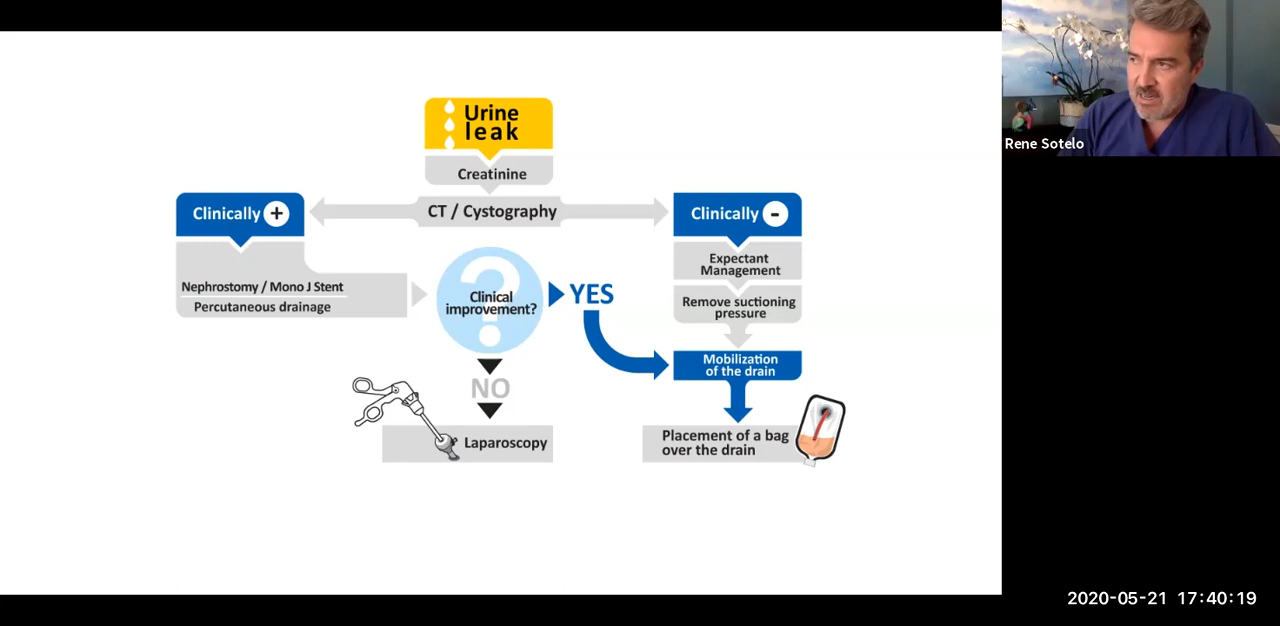 Urine
leak
Creatinine
CT / Cystography
Clinically +
Nephrostomy / Mono J Stent
Percutaneous drainage
Clinical
improvement?
YES
NO
Laparoscopy
Clinically -
Expectant
Management
Remove suctioning
pressure
Mobilization
of the drain
Placement of a bag
over the drain
Rene Sotelo
2020-05-21 17:40:19